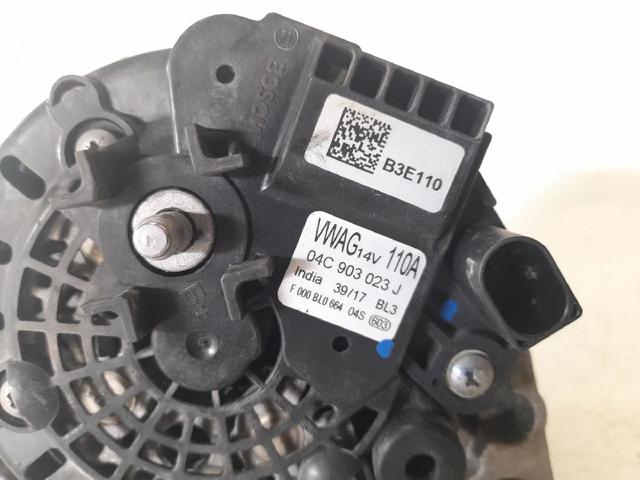 BOSCH
B3E110
VWAG 14V 110A
04C 903 023 J
India 39/17 BL3
F 000 BL0 664 04S 603
B+